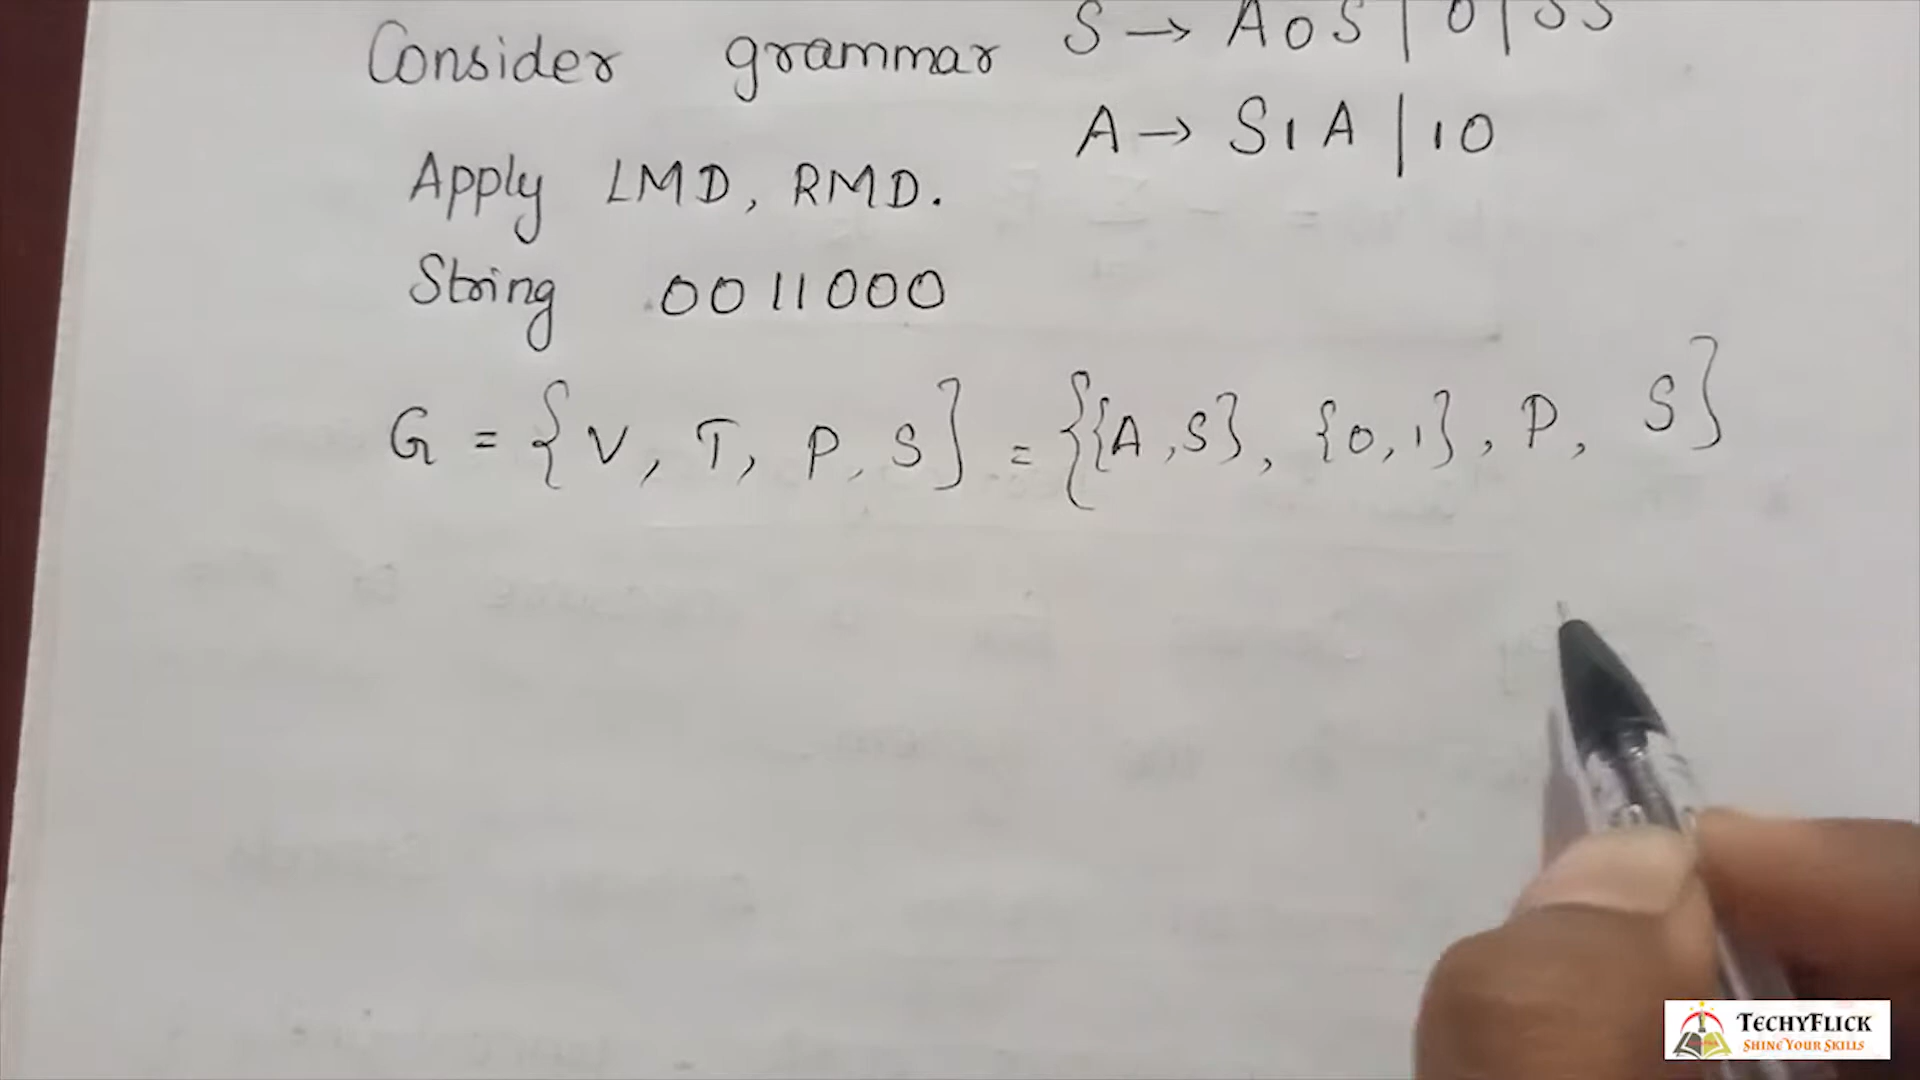 Consider grammar S → A0S | 0 | SS
A → S1A | 10
Apply LMD, RMD.
String 0011000
G = {V, T, P, S} = {{A, S}, {0, 1}, P, S}
TECHYFLICK
SHINE YOUR SKILLS